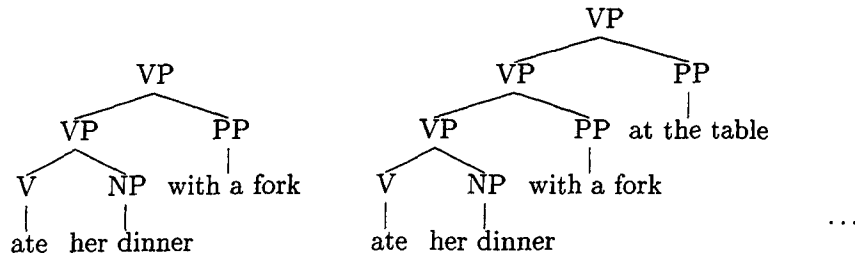 VP
VP
VP PP
VP PP
VP PP at the table
V NP with a fork
V NP with a fork
ate her dinner
ate her dinner
...